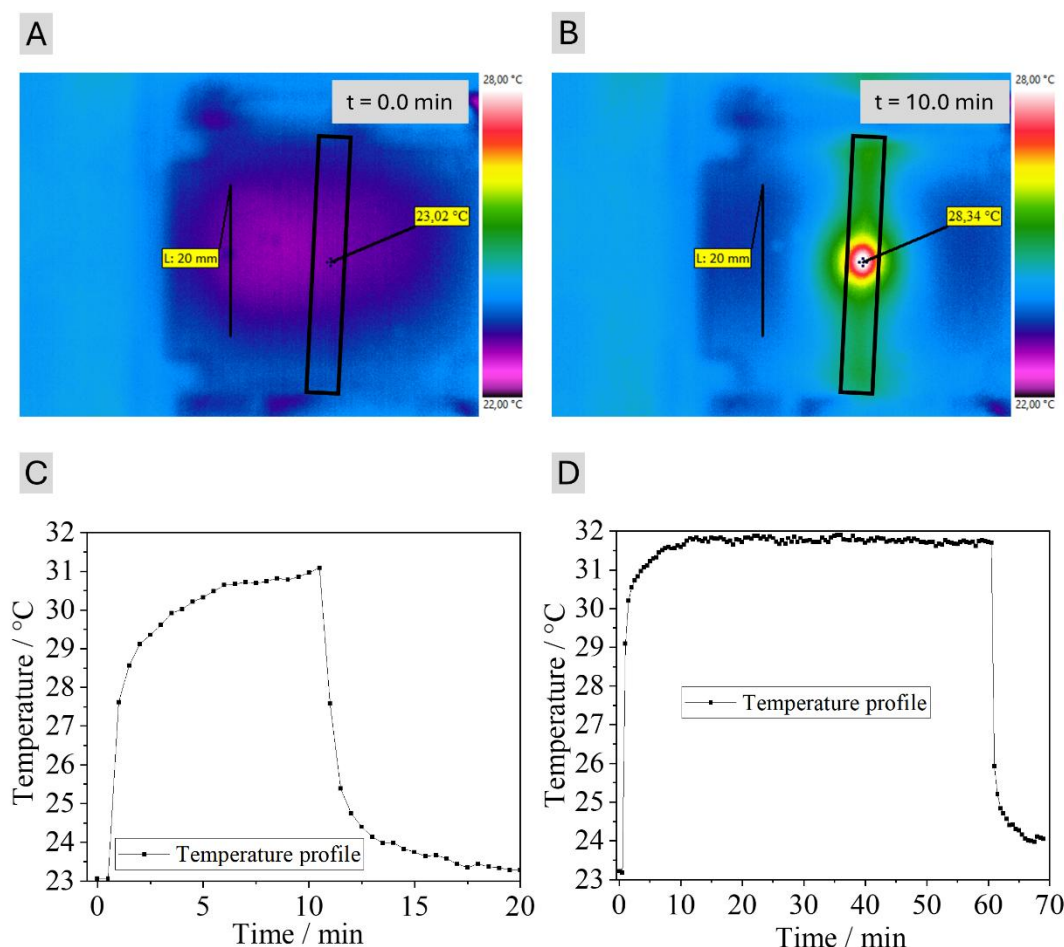 A
B
t = 0.0 min
28,00 °C
23,02 °C
L: 20 mm
22,00 °C
t = 10.0 min
28,00 °C
28,34 °C
L: 20 mm
22,00 °C
C
D
Temperature / °C
32
31
30
29
28
27
26
25
24
23
Temperature profile
0
5
10
15
20
Time / min
Temperature / °C
32
31
30
29
28
27
26
25
24
23
Temperature profile
0
10
20
30
40
50
60
70
Time / min